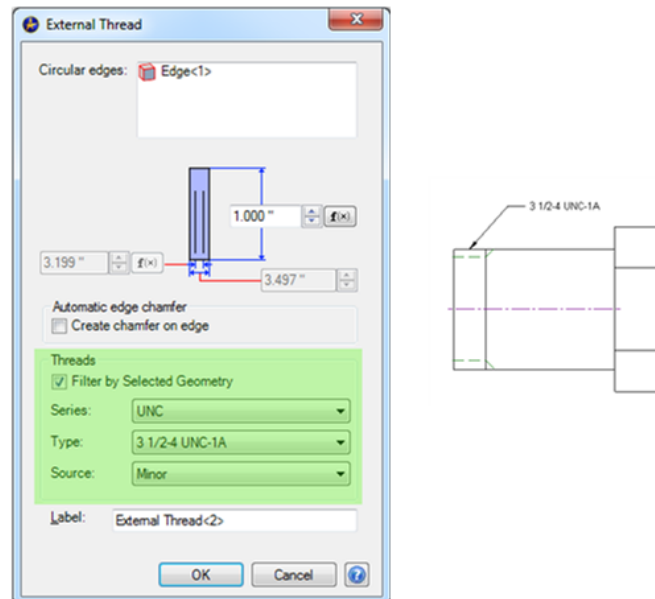 External Thread
Circular edges: Edge<1>
1.000 " f(x)
3.199 " f(x)
3.497 "
Automatic edge chamfer
Create chamfer on edge
Threads
Filter by Selected Geometry
Series: UNC
Type: 3 1/2-4 UNC-1A
Source: Minor
Label: External Thread<2>
OK Cancel ?
3 1/2-4 UNC-1A